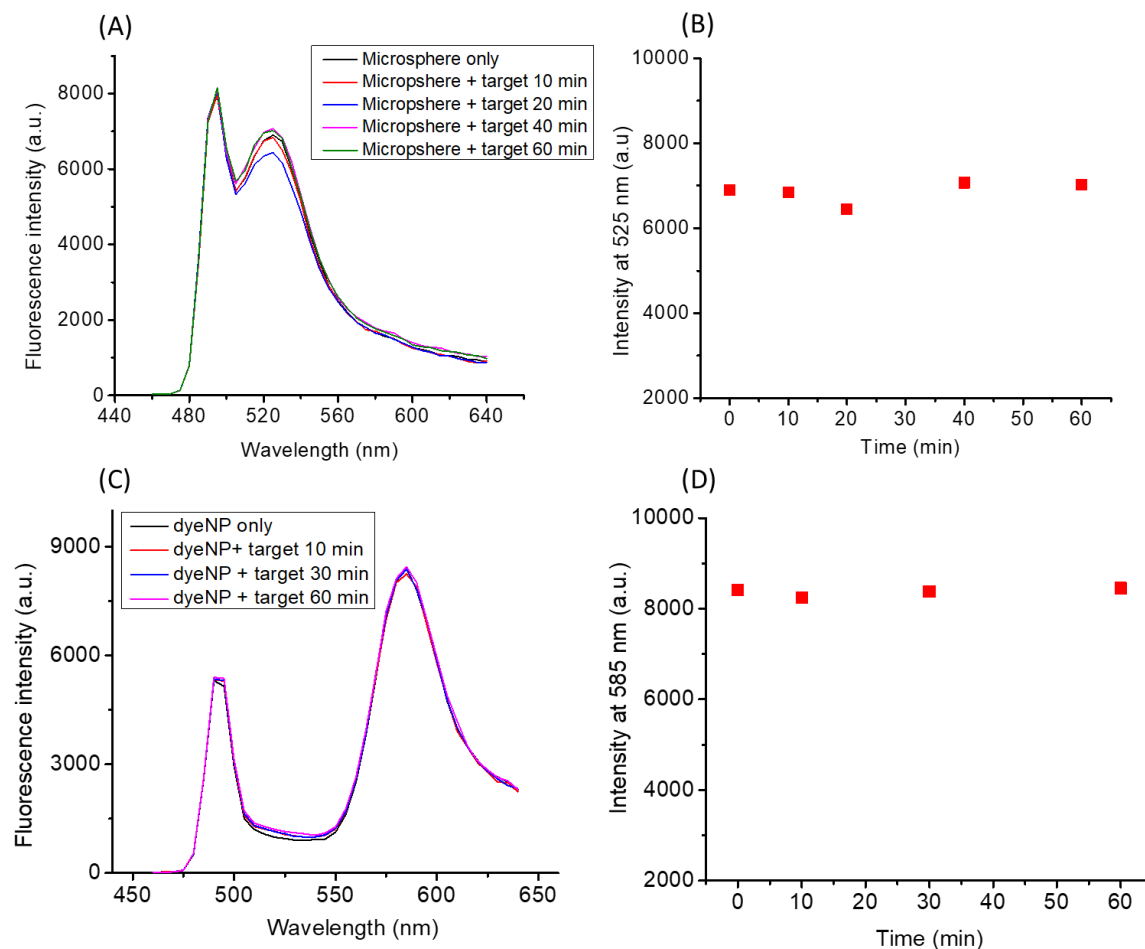 (A)
Fluorescence intensity (a.u.)
8000
6000
4000
2000
0
440
480
520
560
600
640
Wavelength (nm)
Microsphere only
Micropshere + target 10 min
Micropshere + target 20 min
Micropshere + target 40 min
Micropshere + target 60 min
(B)
Intensity at 525 nm (a.u)
10000
8000
6000
4000
2000
0
10
20
30
40
50
60
Time (min)
(C)
Fluorescence intensity (a.u.)
9000
6000
3000
0
450
500
550
600
650
Wavelength (nm)
dyeNP only
dyeNP+ target 10 min
dyeNP + target 30 min
dyeNP + target 60 min
(D)
Intensity at 585 nm (a.u.)
10000
8000
6000
4000
2000
0
10
20
30
40
50
60
Time (min)